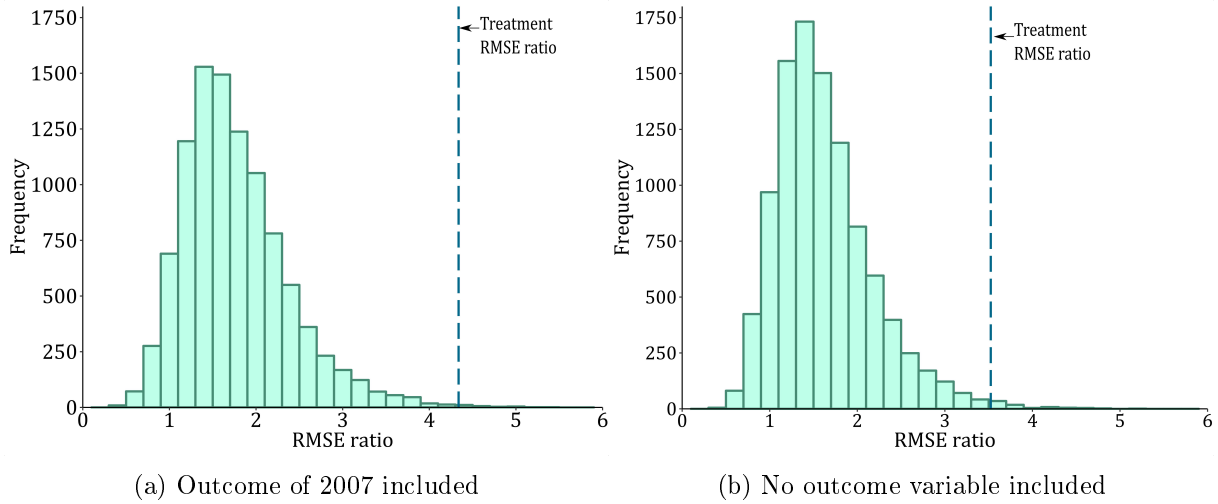 1750
1500
1250
1000
750
500
250
0
Frequency
0 1 2 3 4 5 6
RMSE ratio
Treatment
RMSE ratio
(a) Outcome of 2007 included
1750
1500
1250
1000
750
500
250
0
Frequency
0 1 2 3 4 5 6
RMSE ratio
Treatment
RMSE ratio
(b) No outcome variable included